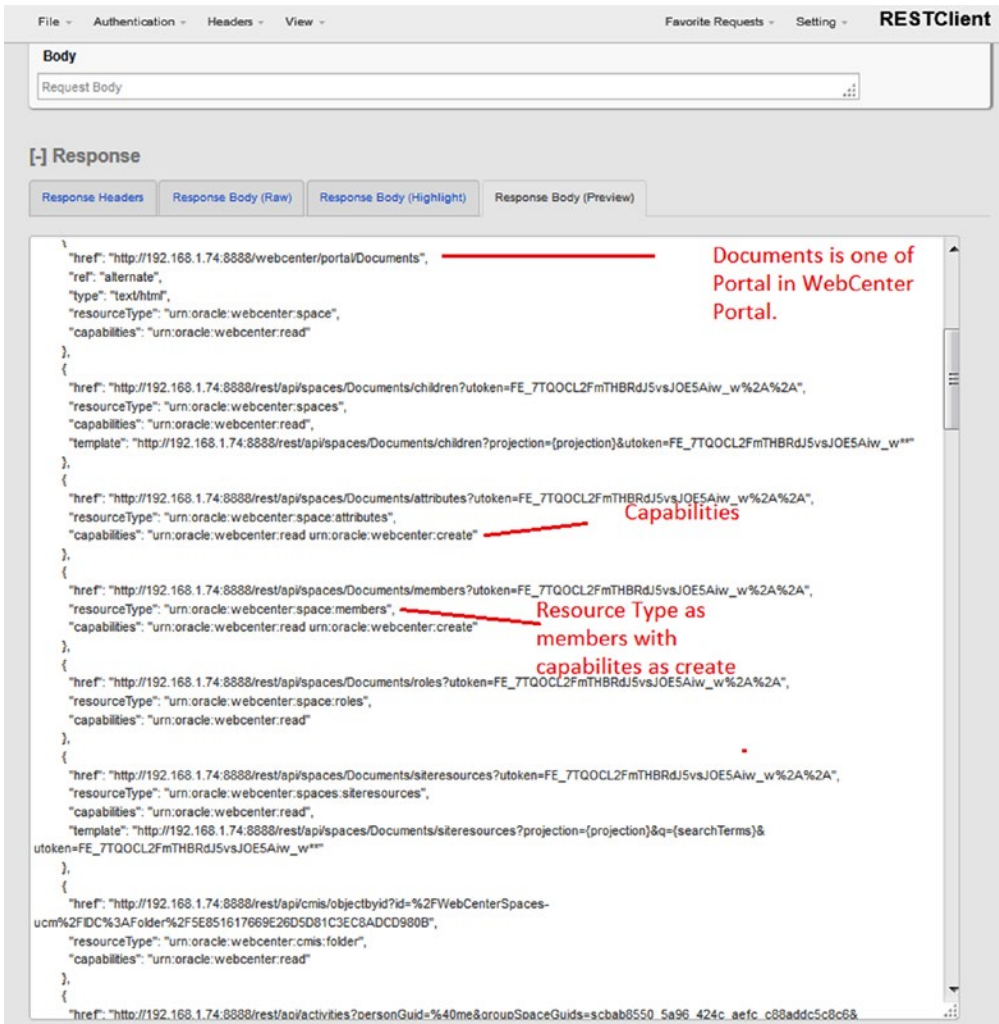 File Authentication Headers View Favorite Requests Setting RESTClient
Body
Request Body
[-] Response
Response Headers Response Body (Raw) Response Body (Highlight) Response Body (Preview)
{
"href": "http://192.168.1.74:8888/webcenter/portal/Documents",
"rel": "alternate",
"type": "text/html",
"resourceType": "urn:oracle:webcenter:space",
"capabilities": "urn:oracle:webcenter:read"
},
Documents is one of
Portal in WebCenter
Portal.
{
"href": "http://192.168.1.74:8888/rest/api/spaces/Documents/children?utoken=FE_7TQOCL2FmTHBRdJ5vsJOE5Aiw_w%2A%2A",
"resourceType": "urn:oracle:webcenter:spaces",
"capabilities": "urn:oracle:webcenter:read",
"template": "http://192.168.1.74:8888/rest/api/spaces/Documents/children?projection={projection}&utoken=FE_7TQOCL2FmTHBRdJ5vsJOE5Aiw_w**"
},
{
"href": "http://192.168.1.74:8888/rest/api/spaces/Documents/attributes?utoken=FE_7TQOCL2FmTHBRdJ5vsJOE5Aiw_w%2A%2A",
"resourceType": "urn:oracle:webcenter:space:attributes",
"capabilities": "urn:oracle:webcenter:read urn:oracle:webcenter:create"
},
Capabilities
{
"href": "http://192.168.1.74:8888/rest/api/spaces/Documents/members?utoken=FE_7TQOCL2FmTHBRdJ5vsJOE5Aiw_w%2A%2A",
"resourceType": "urn:oracle:webcenter:space:members",
"capabilities": "urn:oracle:webcenter:read urn:oracle:webcenter:create"
},
Resource Type as
members with
capabilites as create
{
"href": "http://192.168.1.74:8888/rest/api/spaces/Documents/roles?utoken=FE_7TQOCL2FmTHBRdJ5vsJOE5Aiw_w%2A%2A",
"resourceType": "urn:oracle:webcenter:space:roles",
"capabilities": "urn:oracle:webcenter:read"
},
{
"href": "http://192.168.1.74:8888/rest/api/spaces/Documents/siteresources?utoken=FE_7TQOCL2FmTHBRdJ5vsJOE5Aiw_w%2A%2A",
"resourceType": "urn:oracle:webcenter:spaces:siteresources",
"capabilities": "urn:oracle:webcenter:read",
"template": "http://192.168.1.74:8888/rest/api/spaces/Documents/siteresources?projection={projection}&q={searchTerms}&
utoken=FE_7TQOCL2FmTHBRdJ5vsJOE5Aiw_w**"
},
{
"href": "http://192.168.1.74:8888/rest/api/cmis/objectbyid?id=%2FWebCenterSpaces-
ucm%2FIDC%3AFolder%2F5E851617669E26D5D81C3EC8ADCD980B",
"resourceType": "urn:oracle:webcenter:cmis:folder",
"capabilities": "urn:oracle:webcenter:read"
},
{
"href": "http://192.168.1.74:8888/rest/api/activities?personGuid=%40me&groupSpaceGuids=scbab8550_5a96_424c_aefc_c88addc5c8c6&